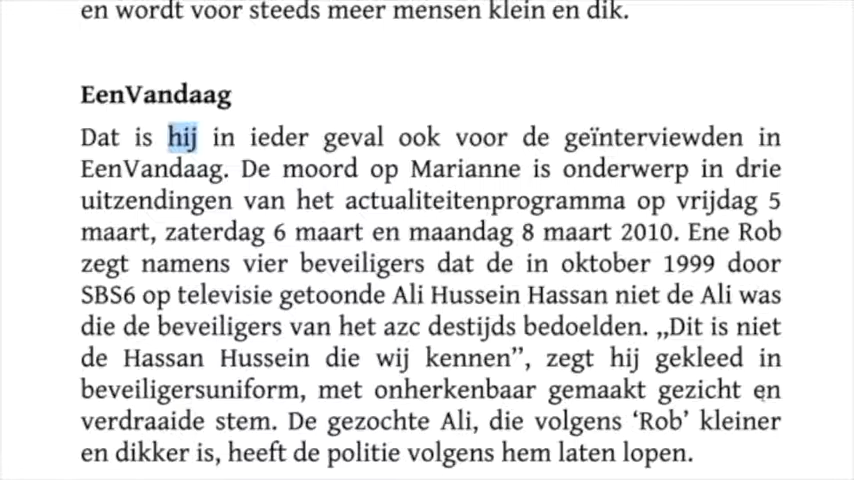 en wordt voor steeds meer mensen klein en dik.
EenVandaag
Dat is hij in ieder geval ook voor de geïnterviewden in
EenVandaag. De moord op Marianne is onderwerp in drie
uitzendingen van het actualiteitenprogramma op vrijdag 5
maart, zaterdag 6 maart en maandag 8 maart 2010. Ene Rob
zegt namens vier beveiligers dat de in oktober 1999 door
SBS6 op televisie getoonde Ali Hussein Hassan niet de Ali was
die de beveiligers van het azc destijds bedoelden. „Dit is niet
de Hassan Hussein die wij kennen”, zegt hij gekleed in
beveiligersuniform, met onherkenbaar gemaakt gezicht en
verdraaide stem. De gezochte Ali, die volgens ‘Rob’ kleiner
en dikker is, heeft de politie volgens hem laten lopen.